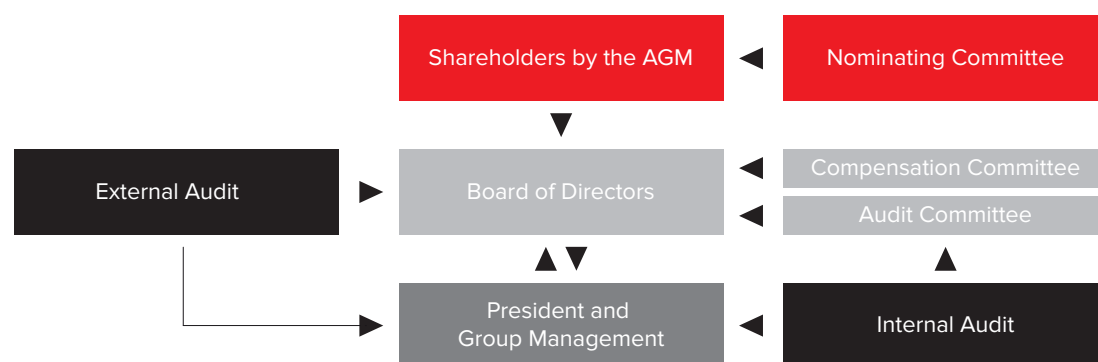 Shareholders by the AGM
Nominating Committee
External Audit
Board of Directors
Compensation Committee
Audit Committee
President and
Group Management
Internal Audit